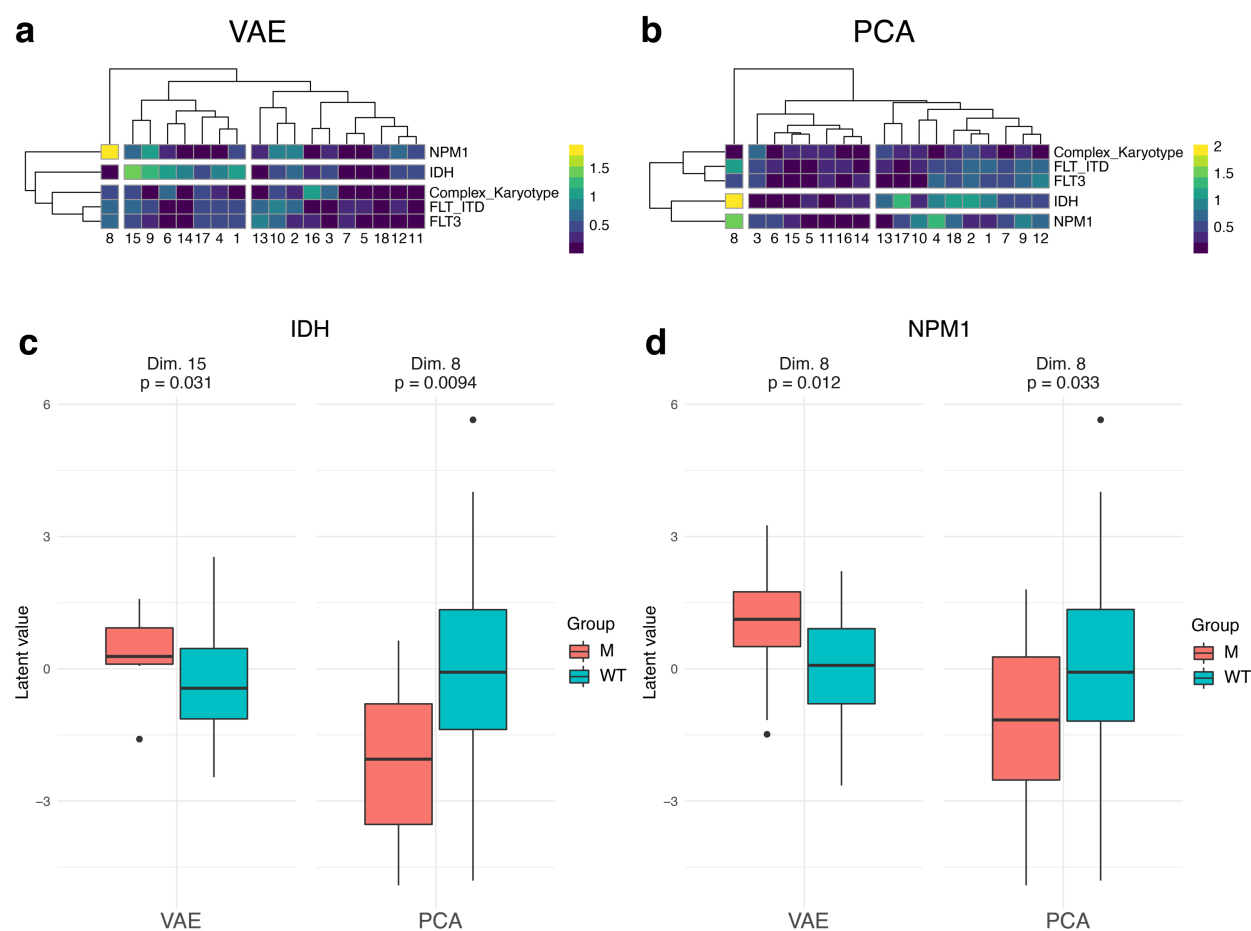 a VAE
b PCA
NPM1
IDH
Complex_Karyotype
FLT_ITD
FLT3
8 15 9 6 14 17 4 1 13 10 2 16 3 7 5 18 12 11
1.5
1
0.5
Complex_Karyotype
FLT_ITD
FLT3
IDH
NPM1
8 3 6 15 5 11 16 14 13 17 10 4 18 2 1 7 9 12
2
1.5
1
0.5
c IDH
Dim. 15
p = 0.031
Dim. 8
p = 0.0094
6
3
0
−3
Latent value
VAE PCA
Group
M
WT
d NPM1
Dim. 8
p = 0.012
Dim. 8
p = 0.033
6
3
0
−3
Latent value
VAE PCA
Group
M
WT